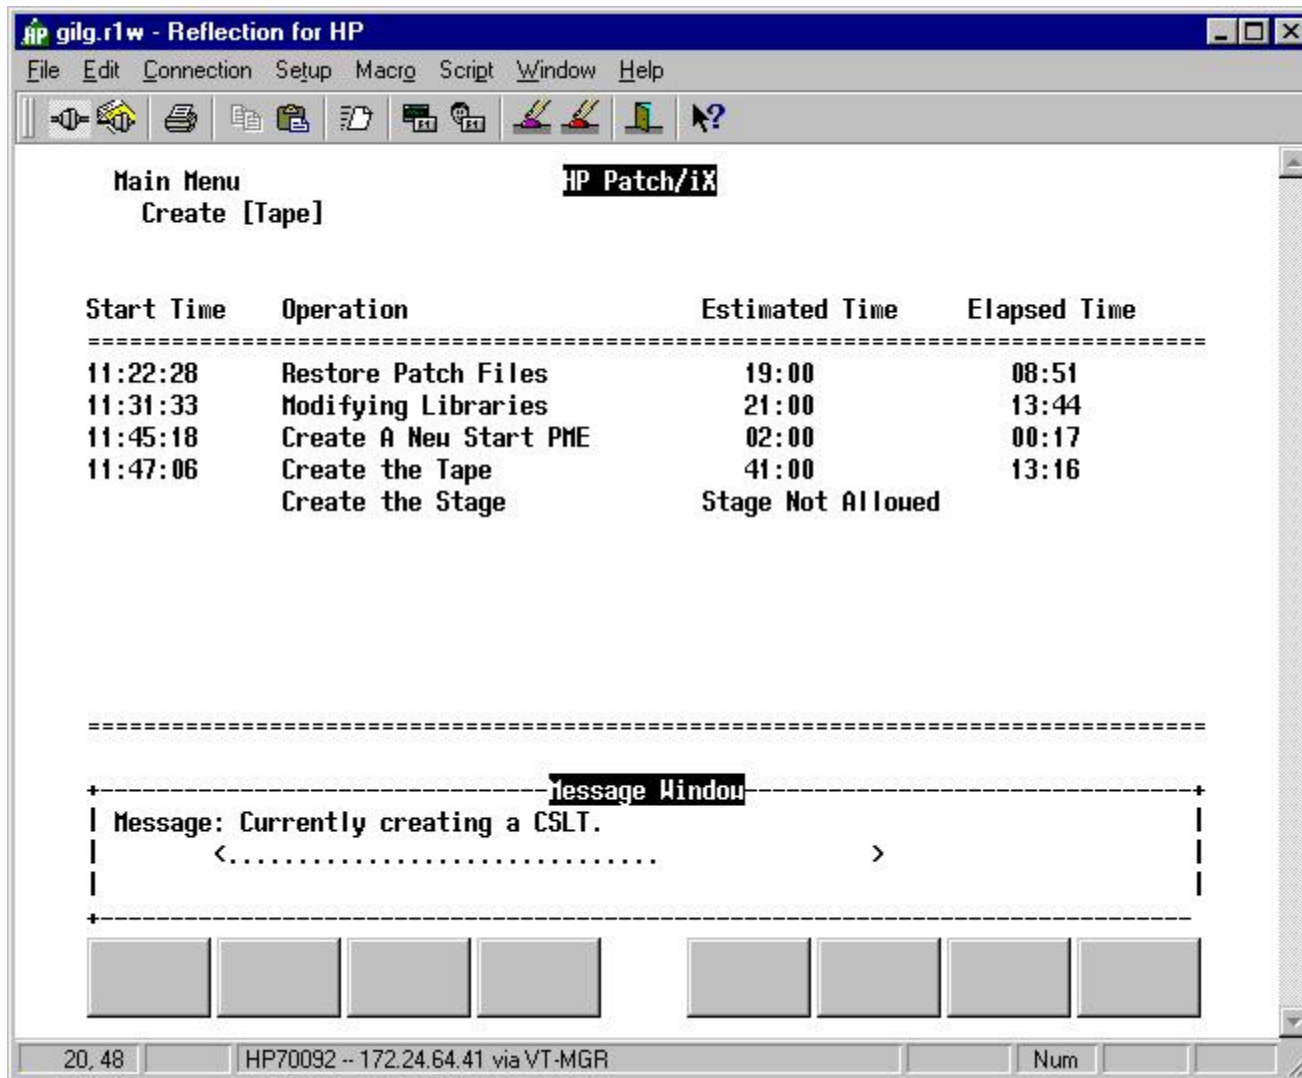 gilg.r1w - Reflection for HP
File Edit Connection Setup Macro Script Window Help
Main Menu HP Patch/iX
Create [Tape]
Start Time Operation Estimated Time Elapsed Time
================================================================================
11:22:28 Restore Patch Files 19:00 08:51
11:31:33 Modifying Libraries 21:00 13:44
11:45:18 Create A New Start PME 02:00 00:17
11:47:06 Create the Tape 41:00 13:16
Create the Stage Stage Not Allowed
================================================================================
Message Window
Message: Currently creating a CSLT.
<............................... >
20, 48 HP70092 -- 172.24.64.41 via VT-MGR Num